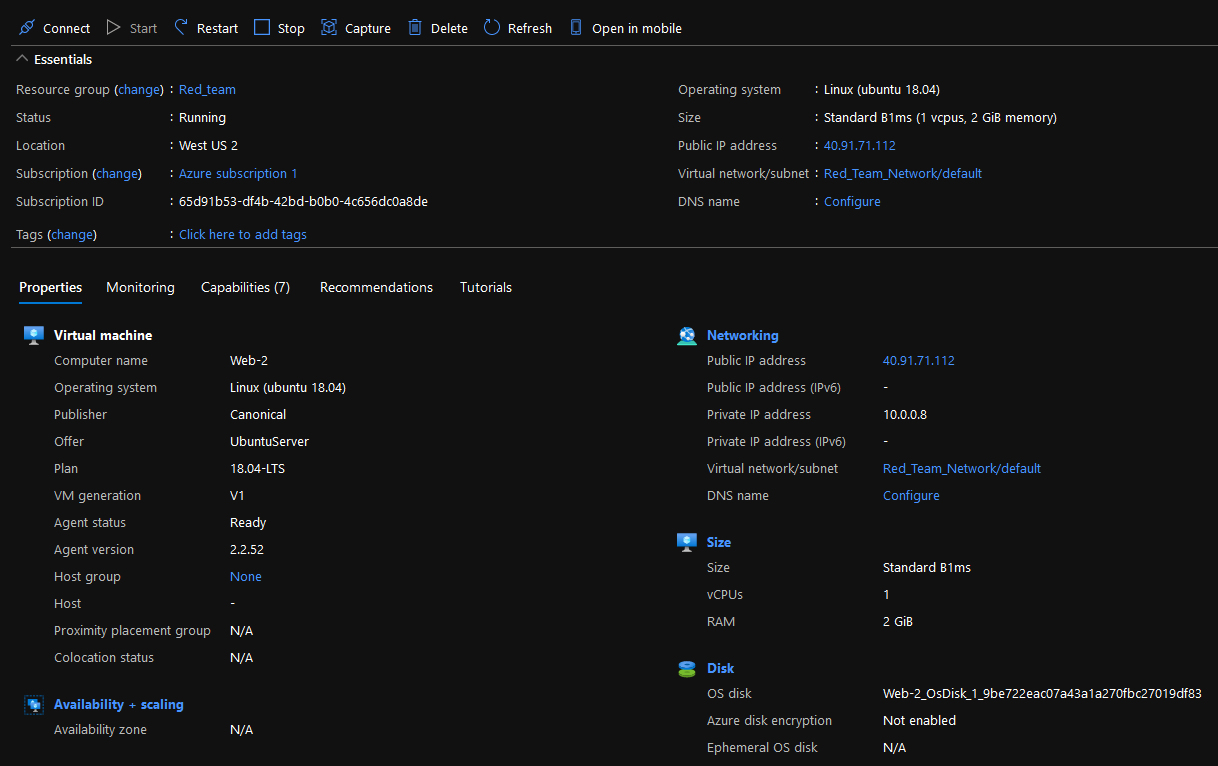 Connect Start Restart Stop Capture Delete Refresh Open in mobile
Essentials
Resource group (change) : Red_team
Status : Running
Location : West US 2
Subscription (change) : Azure subscription 1
Subscription ID : 65d91b53-df4b-42bd-b0b0-4c656dc0a8de
Tags (change) : Click here to add tags
Operating system : Linux (ubuntu 18.04)
Size : Standard B1ms (1 vcpus, 2 GiB memory)
Public IP address : 40.91.71.112
Virtual network/subnet : Red_Team_Network/default
DNS name : Configure
Properties Monitoring Capabilities (7) Recommendations Tutorials
Virtual machine
Computer name Web-2
Operating system Linux (ubuntu 18.04)
Publisher Canonical
Offer UbuntuServer
Plan 18.04-LTS
VM generation V1
Agent status Ready
Agent version 2.2.52
Host group None
Host -
Proximity placement group N/A
Colocation status N/A
Availability + scaling
Availability zone N/A
Networking
Public IP address 40.91.71.112
Public IP address (IPv6) -
Private IP address 10.0.0.8
Private IP address (IPv6) -
Virtual network/subnet Red_Team_Network/default
DNS name Configure
Size
Size Standard B1ms
vCPUs 1
RAM 2 GiB
Disk
OS disk Web-2_OsDisk_1_9be722eac07a43a1a270fbc27019df83
Azure disk encryption Not enabled
Ephemeral OS disk N/A